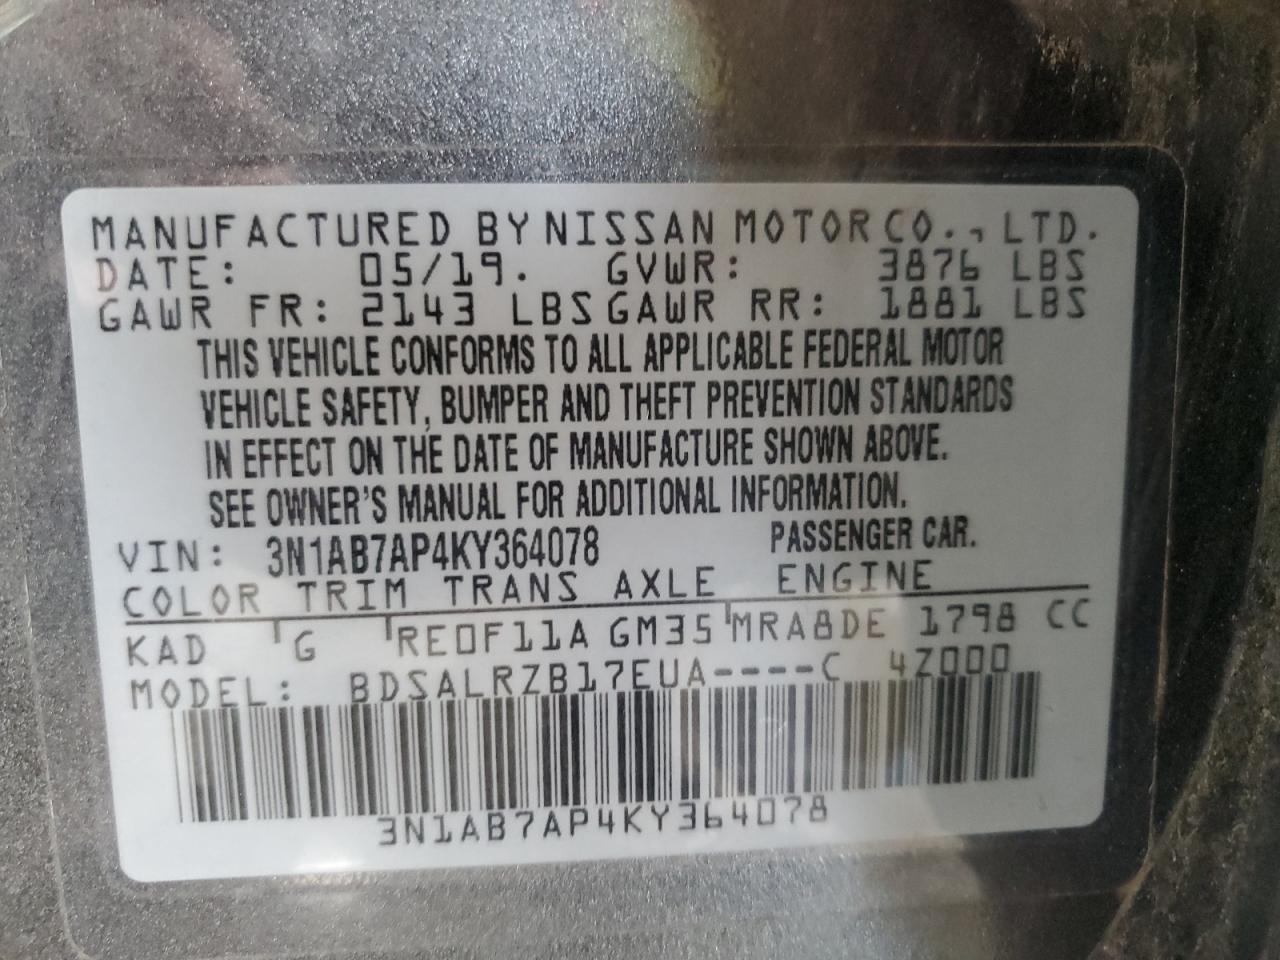 MANUFACTURED BY NISSAN MOTOR CO., LTD.
DATE: 05/19. GVWR: 3876 LBS
GAWR FR: 2143 LBS GAWR RR: 1881 LBS
THIS VEHICLE CONFORMS TO ALL APPLICABLE FEDERAL MOTOR
VEHICLE SAFETY, BUMPER AND THEFT PREVENTION STANDARDS
IN EFFECT ON THE DATE OF MANUFACTURE SHOWN ABOVE.
SEE OWNER'S MANUAL FOR ADDITIONAL INFORMATION.
VIN: 3N1AB7AP4KY364078 PASSENGER CAR.
COLOR TRIM TRANS AXLE ENGINE
KAD G RE0F11A GM35 MRA8DE 1798 CC
MODEL: BDSALRZB17EUA----C 4Z000
3N1AB7AP4KY364078